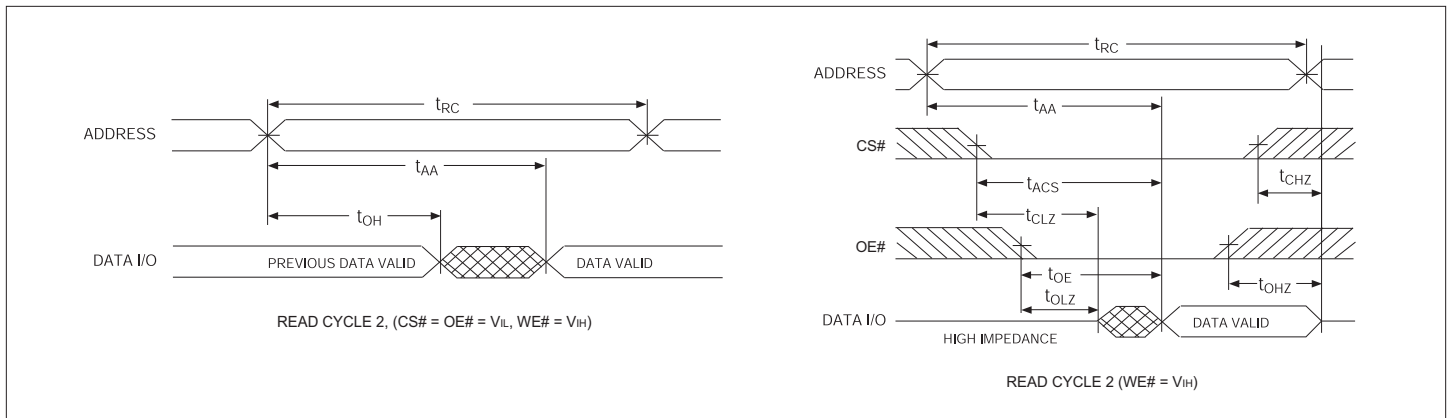 tRC
ADDRESS
tAA
tOH
DATA I/O
PREVIOUS DATA VALID
DATA VALID
READ CYCLE 2, (CS# = OE# = VIL, WE# = VIH)
tRC
ADDRESS
tAA
CS#
tACS
tCHZ
tCLZ
OE#
tOE
tOHZ
tOLZ
DATA I/O
DATA VALID
HIGH IMPEDANCE
READ CYCLE 2 (WE# = VIH)